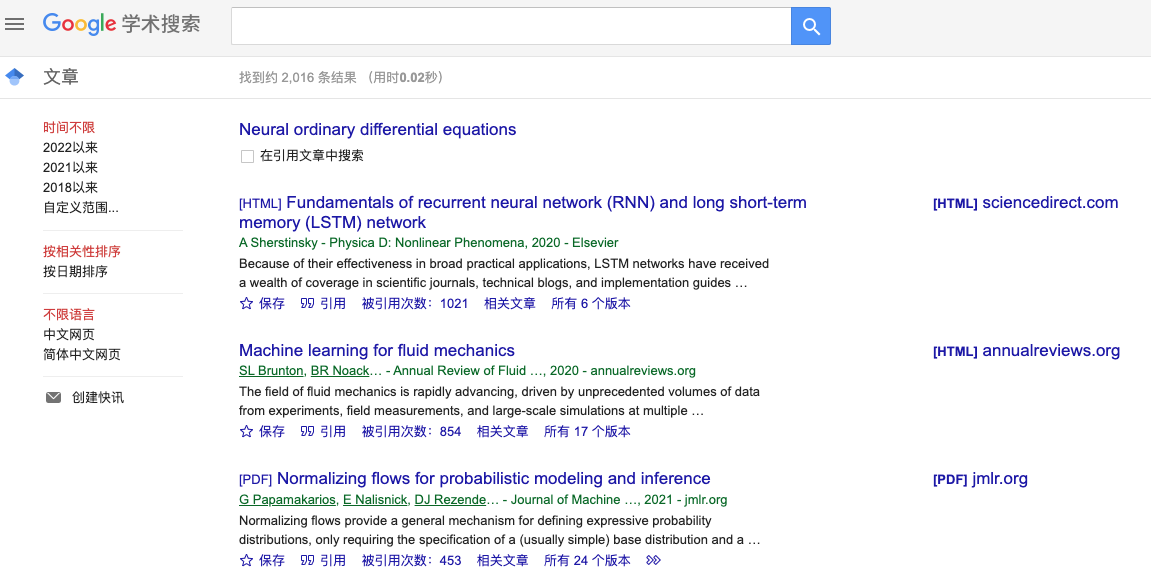 Google 学术搜索
文章
找到约 2,016 条结果 （用时0.02秒）
时间不限
2022以来
2021以来
2018以来
自定义范围...
按相关性排序
按日期排序
不限语言
中文网页
简体中文网页
创建快讯
Neural ordinary differential equations
在引用文章中搜索
[HTML] Fundamentals of recurrent neural network (RNN) and long short-term
memory (LSTM) network
A Sherstinsky - Physica D: Nonlinear Phenomena, 2020 - Elsevier
Because of their effectiveness in broad practical applications, LSTM networks have received
a wealth of coverage in scientific journals, technical blogs, and implementation guides …
保存 引用 被引用次数：1021 相关文章 所有 6 个版本
[HTML] sciencedirect.com
Machine learning for fluid mechanics
SL Brunton, BR Noack… - Annual Review of Fluid …, 2020 - annualreviews.org
The field of fluid mechanics is rapidly advancing, driven by unprecedented volumes of data
from experiments, field measurements, and large-scale simulations at multiple …
保存 引用 被引用次数：854 相关文章 所有 17 个版本
[HTML] annualreviews.org
[PDF] Normalizing flows for probabilistic modeling and inference
G Papamakarios, E Nalisnick, DJ Rezende… - Journal of Machine …, 2021 - jmlr.org
Normalizing flows provide a general mechanism for defining expressive probability
distributions, only requiring the specification of a (usually simple) base distribution and a …
保存 引用 被引用次数：453 相关文章 所有 24 个版本
[PDF] jmlr.org